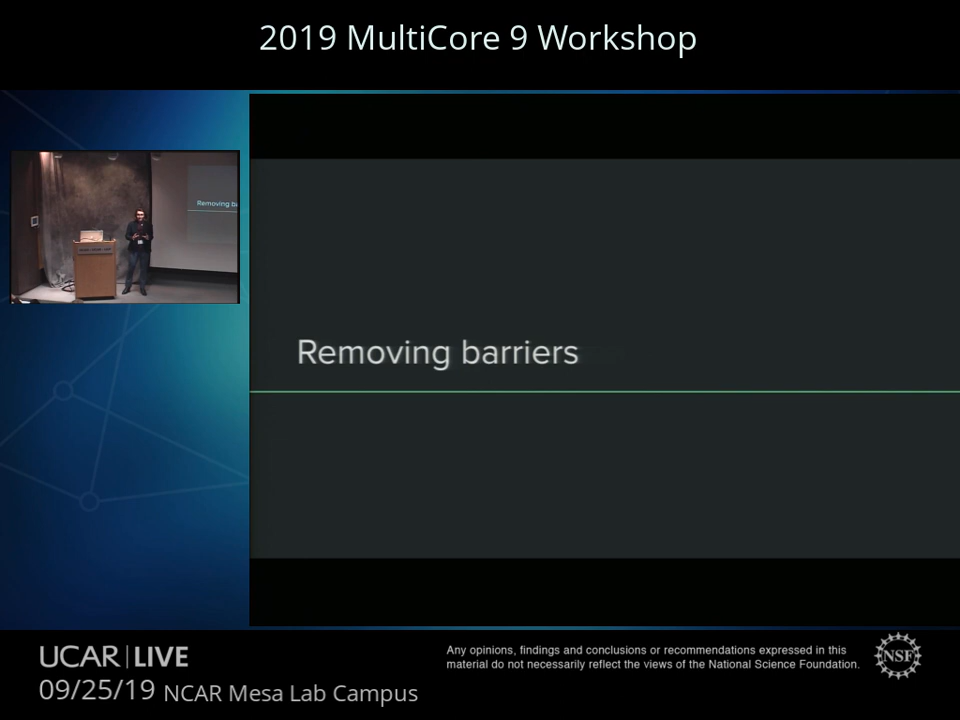 2019 MultiCore 9 Workshop
Removing ba
Removing barriers
UCAR | LIVE
09/25/19 NCAR Mesa Lab Campus
Any opinions, findings and conclusions or recommendations expressed in this
material do not necessarily reflect the views of the National Science Foundation.
NSF